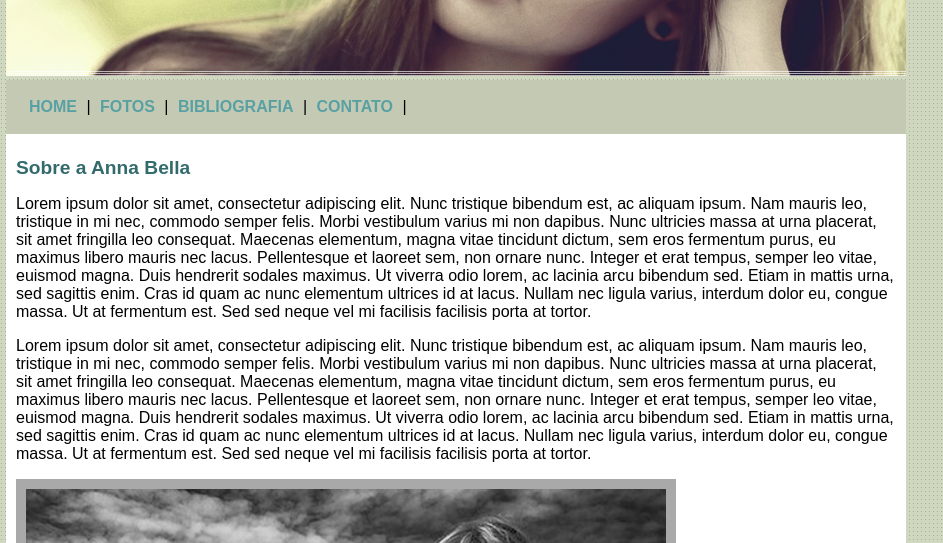 HOME | FOTOS | BIBLIOGRAFIA | CONTATO |
Sobre a Anna Bella
Lorem ipsum dolor sit amet, consectetur adipiscing elit. Nunc tristique bibendum est, ac aliquam ipsum. Nam mauris leo,
tristique in mi nec, commodo semper felis. Morbi vestibulum varius mi non dapibus. Nunc ultricies massa at urna placerat,
sit amet fringilla leo consequat. Maecenas elementum, magna vitae tincidunt dictum, sem eros fermentum purus, eu
maximus libero mauris nec lacus. Pellentesque et laoreet sem, non ornare nunc. Integer et erat tempus, semper leo vitae,
euismod magna. Duis hendrerit sodales maximus. Ut viverra odio lorem, ac lacinia arcu bibendum sed. Etiam in mattis urna,
sed sagittis enim. Cras id quam ac nunc elementum ultrices id at lacus. Nullam nec ligula varius, interdum dolor eu, congue
massa. Ut at fermentum est. Sed sed neque vel mi facilisis facilisis porta at tortor.
Lorem ipsum dolor sit amet, consectetur adipiscing elit. Nunc tristique bibendum est, ac aliquam ipsum. Nam mauris leo,
tristique in mi nec, commodo semper felis. Morbi vestibulum varius mi non dapibus. Nunc ultricies massa at urna placerat,
sit amet fringilla leo consequat. Maecenas elementum, magna vitae tincidunt dictum, sem eros fermentum purus, eu
maximus libero mauris nec lacus. Pellentesque et laoreet sem, non ornare nunc. Integer et erat tempus, semper leo vitae,
euismod magna. Duis hendrerit sodales maximus. Ut viverra odio lorem, ac lacinia arcu bibendum sed. Etiam in mattis urna,
sed sagittis enim. Cras id quam ac nunc elementum ultrices id at lacus. Nullam nec ligula varius, interdum dolor eu, congue
massa. Ut at fermentum est. Sed sed neque vel mi facilisis facilisis porta at tortor.